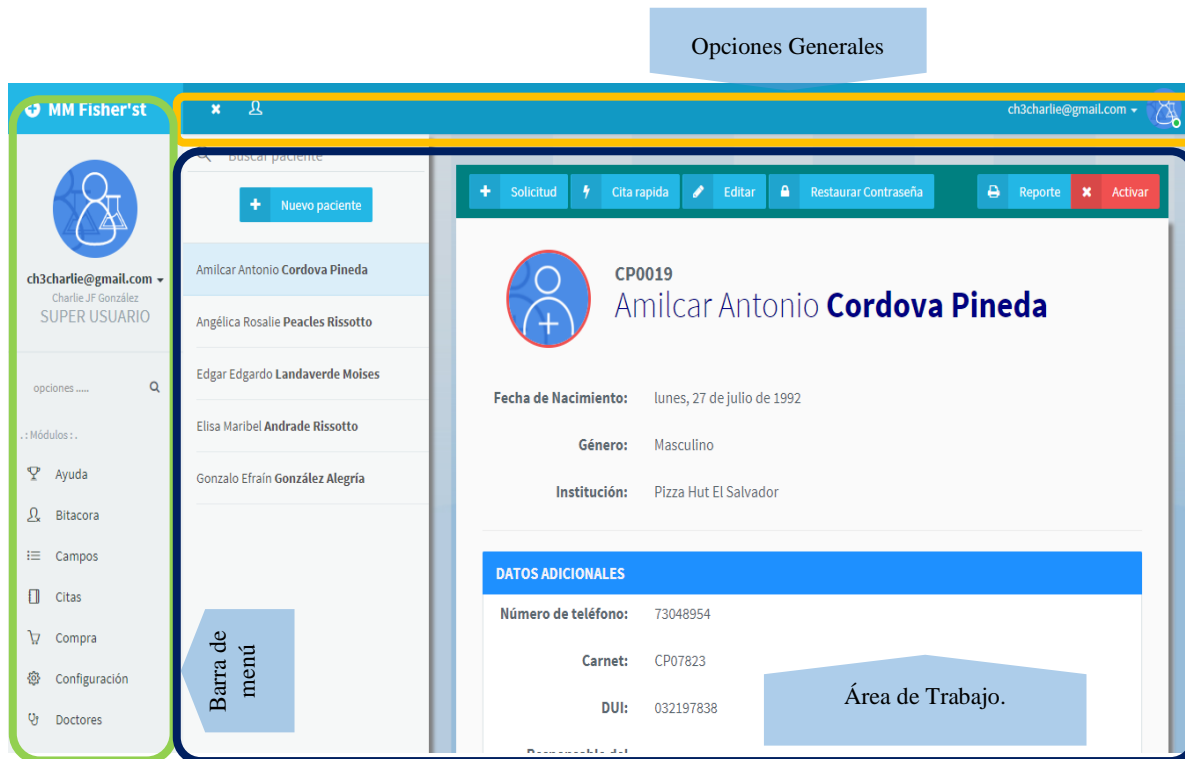 Opciones Generales
MM Fisher'st
ch3charlie@gmail.com
Buscar paciente
Nuevo paciente
Solicitud
Cita rapida
Editar
Restaurar Contraseña
Reporte
Activar
ch3charlie@gmail.com
Charlie JF González
SUPER USUARIO
opciones .....
.: Módulos :.
Ayuda
Bitacora
Campos
Citas
Compra
Configuración
Doctores
Amilcar Antonio Cordova Pineda
Angélica Rosalie Peacles Rissotto
Edgar Edgardo Landaverde Moises
Elisa Maribel Andrade Rissotto
Gonzalo Efraín González Alegría
CP0019
Amilcar Antonio Cordova Pineda
Fecha de Nacimiento: lunes, 27 de julio de 1992
Género: Masculino
Institución: Pizza Hut El Salvador
DATOS ADICIONALES
Número de teléfono: 73048954
Carnet: CP07823
DUI: 032197838
Responsable del
Barra de
menú
Área de Trabajo.